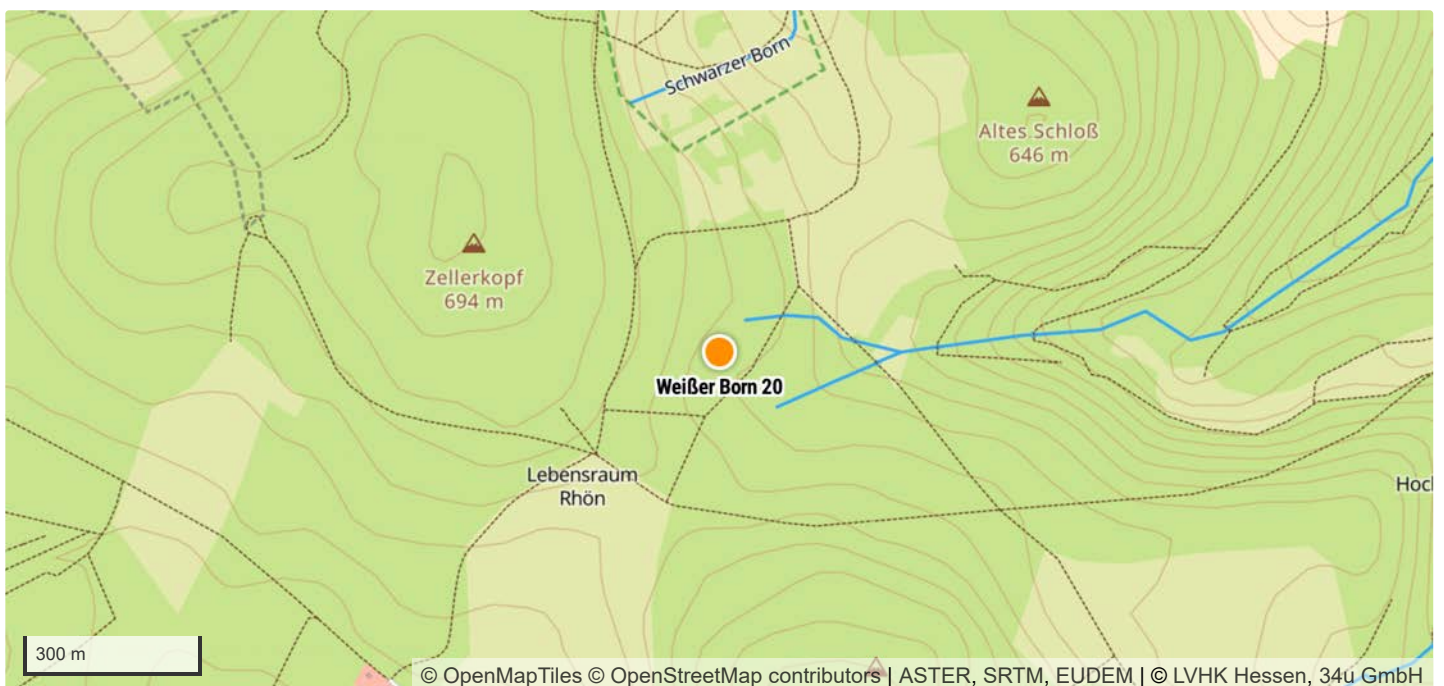 Schwarzer Born
Altes Schloß
646 m
Zellerkopf
694 m
Weißer Born 20
Lebensraum
Rhön
Hoch
300 m
© OpenMapTiles © OpenStreetMap contributors | ASTER, SRTM, EUDEM | © LVHK Hessen, 34u GmbH